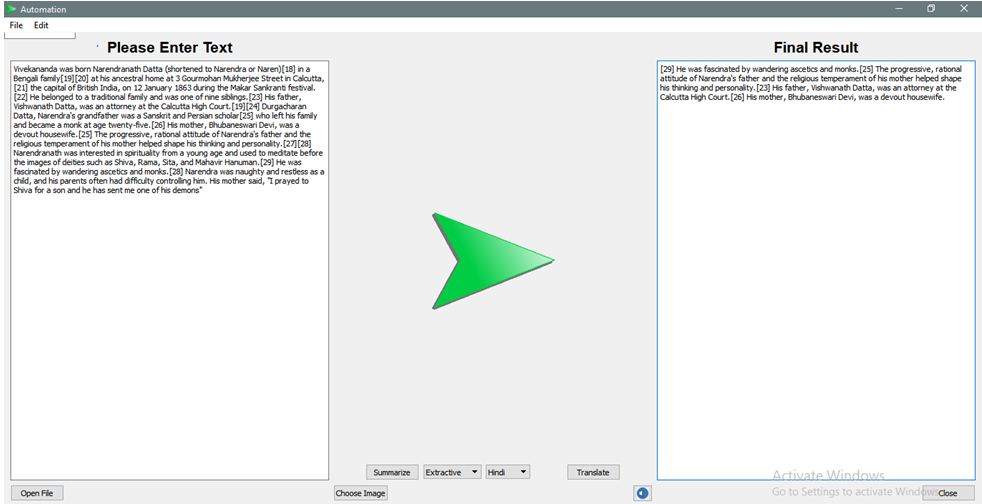 Automation
File Edit
Please Enter Text
Final Result
Vivekananda was born Narendranath Datta (shortened to Narendra or Naren)[18] in a
Bengali family[19][20] at his ancestral home at 3 Gourmohan Mukherjee Street in Calcutta,
[21] the capital of British India, on 12 January 1863 during the Makar Sankranti festival.
[22] He belonged to a traditional family and was one of nine siblings.[23] His father,
Vishwanath Datta, was an attorney at the Calcutta High Court.[19][24] Durgacharan
Datta, Narendra's grandfather was a Sanskrit and Persian scholar[25] who left his family
and became a monk at age twenty-five.[26] His mother, Bhubaneswari Devi, was a
devout housewife.[25] The progressive, rational attitude of Narendra's father and the
religious temperament of his mother helped shape his thinking and personality.[27][28]
Narendranath was interested in spirituality from a young age and used to meditate before
the images of deities such as Shiva, Rama, Sita, and Mahavir Hanuman.[29] He was
fascinated by wandering ascetics and monks.[28] Narendra was naughty and restless as a
child, and his parents often had difficulty controlling him. His mother said, "I prayed to
Shiva for a son and he has sent me one of his demons"
[29] He was fascinated by wandering ascetics and monks.[25] The progressive, rational
attitude of Narendra's father and the religious temperament of his mother helped shape
his thinking and personality.[23] His father, Vishwanath Datta, was an attorney at the
Calcutta High Court.[26] His mother, Bhubaneswari Devi, was a devout housewife.
Summarize Extractive Hindi Translate
Activate Windows
Go to Settings to activate Windows
Open File Choose Image Close